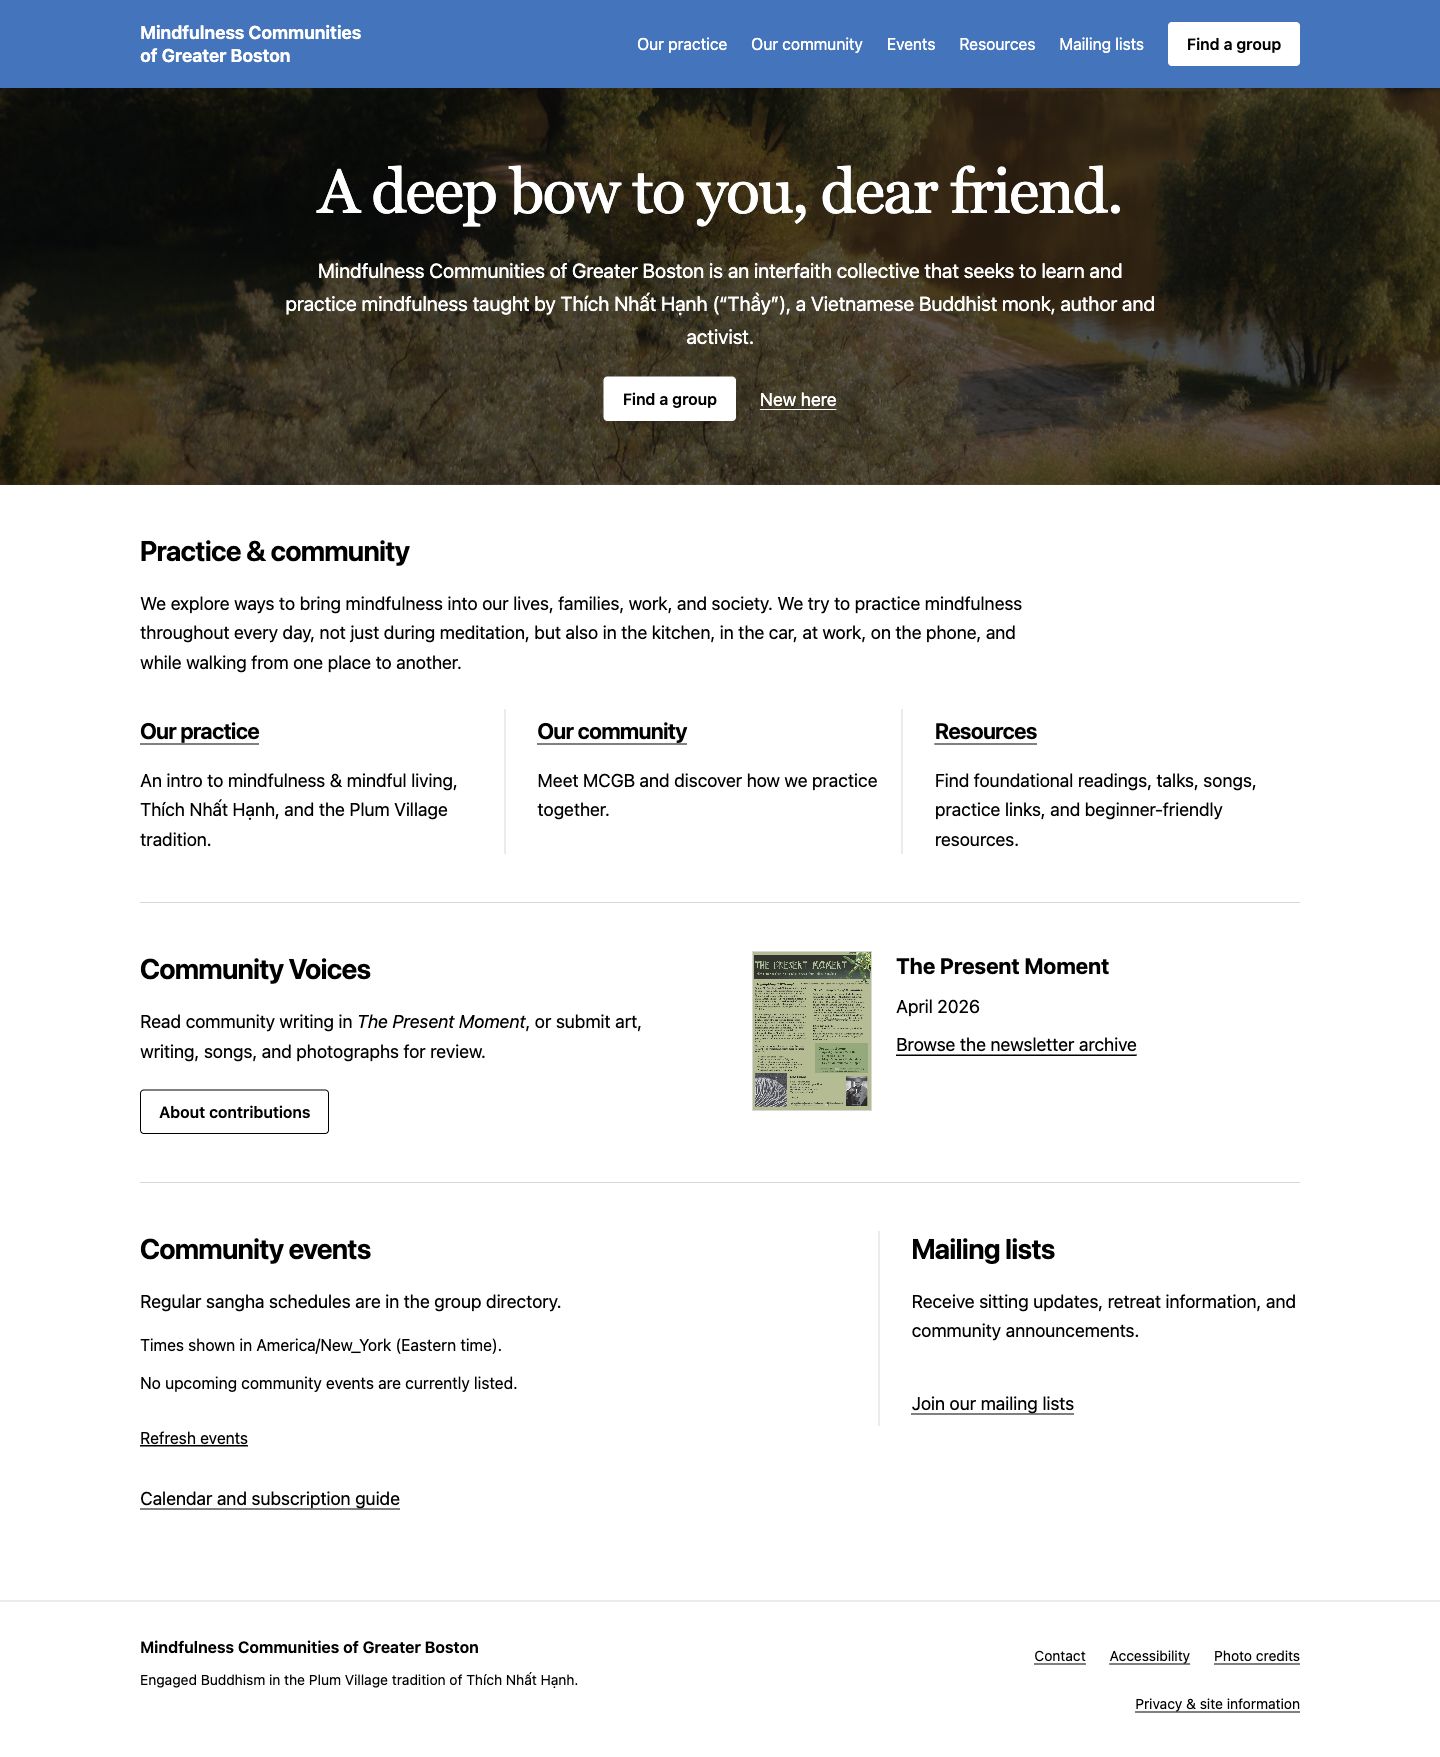 Mindfulness Communities
of Greater Boston
Our practice
Our community
Events
Resources
Mailing lists
Find a group
A deep bow to you, dear friend.
Mindfulness Communities of Greater Boston is an interfaith collective that seeks to learn and
practice mindfulness taught by Thích Nhất Hạnh (“Thầy”), a Vietnamese Buddhist monk, author and
activist.
Find a group
New here
Practice & community
We explore ways to bring mindfulness into our lives, families, work, and society. We try to practice mindfulness
throughout every day, not just during meditation, but also in the kitchen, in the car, at work, on the phone, and
while walking from one place to another.
Our practice
An intro to mindfulness & mindful living,
Thích Nhất Hạnh, and the Plum Village
tradition.
Our community
Meet MCGB and discover how we practice
together.
Resources
Find foundational readings, talks, songs,
practice links, and beginner-friendly
resources.
Community Voices
Read community writing in The Present Moment, or submit art,
writing, songs, and photographs for review.
About contributions
THE PRESENT MOMENT
The Present Moment
April 2026
Browse the newsletter archive
Community events
Regular sangha schedules are in the group directory.
Times shown in America/New_York (Eastern time).
No upcoming community events are currently listed.
Refresh events
Calendar and subscription guide
Mailing lists
Receive sitting updates, retreat information, and
community announcements.
Join our mailing lists
Mindfulness Communities of Greater Boston
Engaged Buddhism in the Plum Village tradition of Thích Nhất Hạnh.
Contact
Accessibility
Photo credits
Privacy & site information